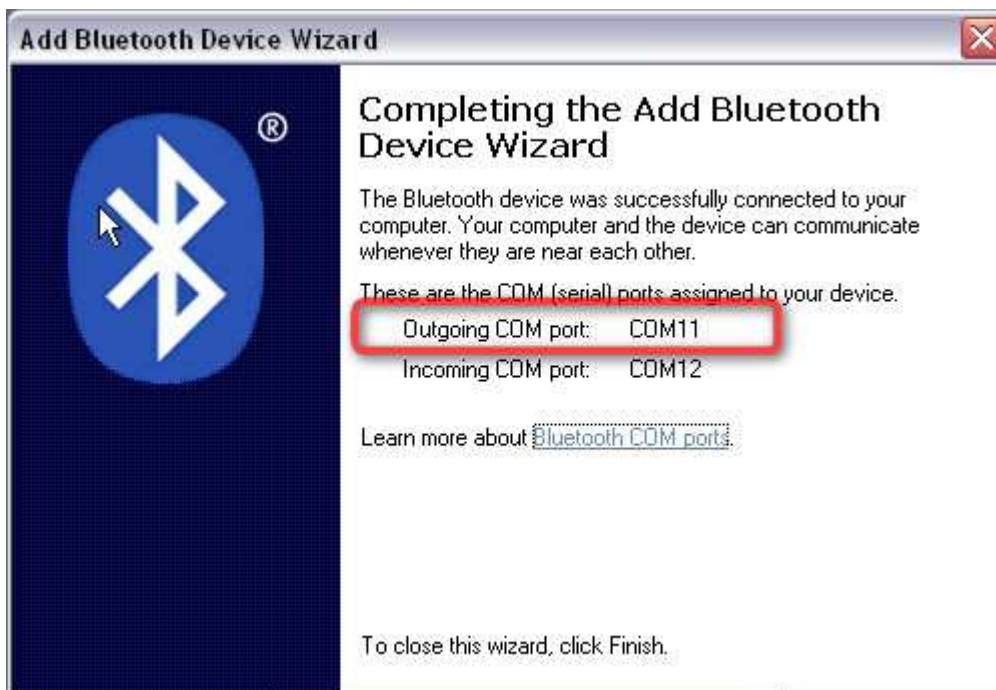 Add Bluetooth Device Wizard
®
Completing the Add Bluetooth
Device Wizard
The Bluetooth device was successfully connected to your
computer. Your computer and the device can communicate
whenever they are near each other.
These are the COM (serial) ports assigned to your device.
Outgoing COM port: COM11
Incoming COM port: COM12
Learn more about Bluetooth COM ports.
To close this wizard, click Finish.